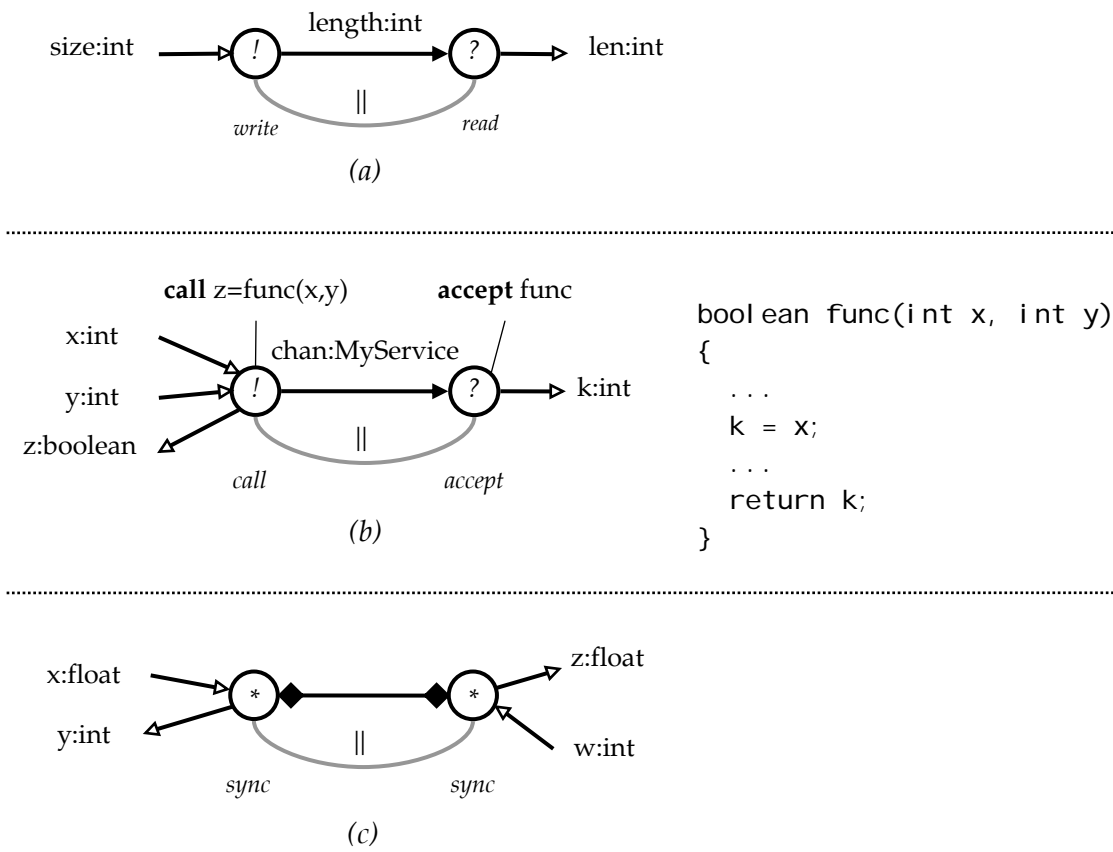 length:int
size:int ! ? len:int
||
write read
(a)
call z=func(x,y) accept func
x:int
chan:MyService
y:int ! ? k:int
z:boolean
||
call accept
(b)
boolean func(int x, int y)
{
...
k = x;
...
return k;
}
x:float z:float
* *
y:int || w:int
sync sync
(c)